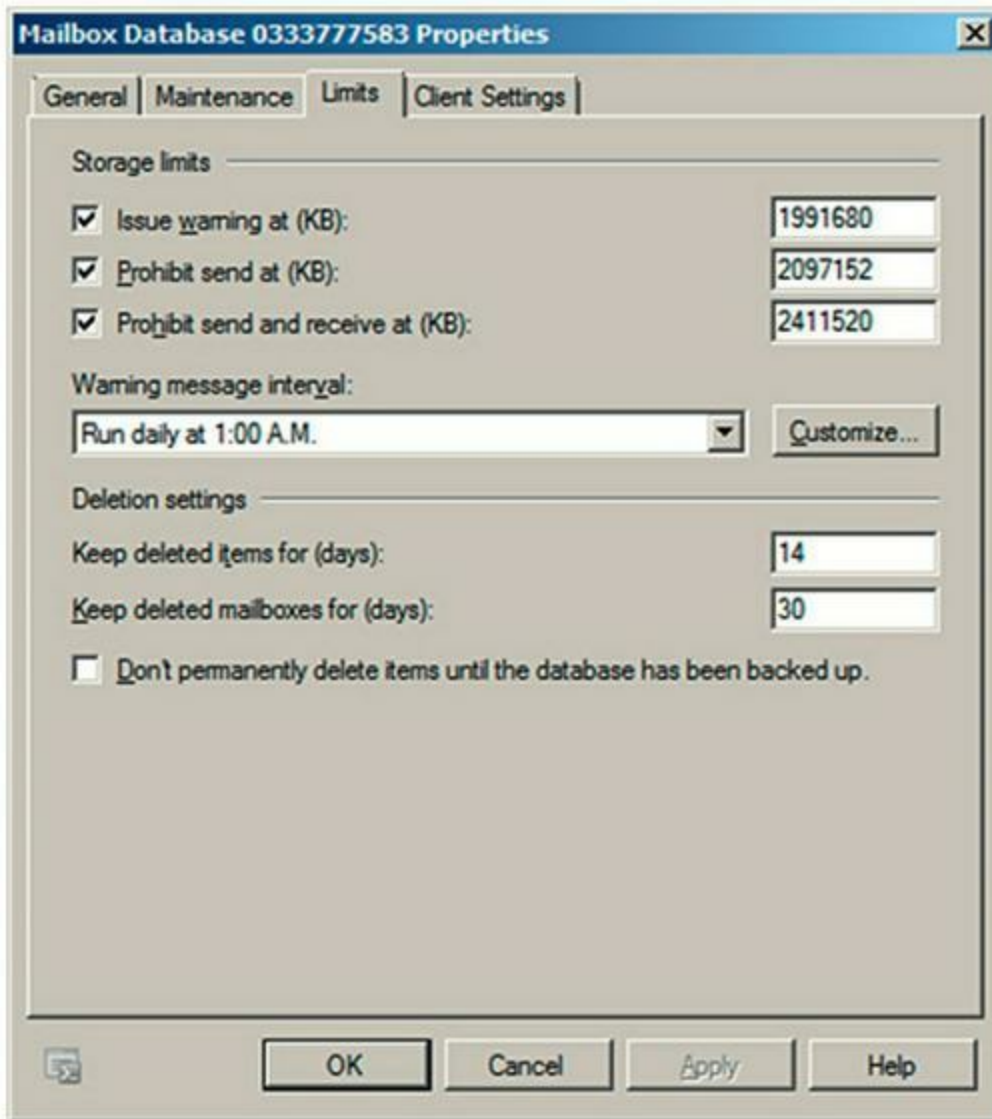 Mailbox Database 0333777583 Properties
General Maintenance Limits Client Settings
Storage limits
Issue warning at (KB): 1991680
Prohibit send at (KB): 2097152
Prohibit send and receive at (KB): 2411520
Warning message interval:
Run daily at 1:00 A.M. Customize...
Deletion settings
Keep deleted items for (days): 14
Keep deleted mailboxes for (days): 30
Don't permanently delete items until the database has been backed up.
OK Cancel Apply Help